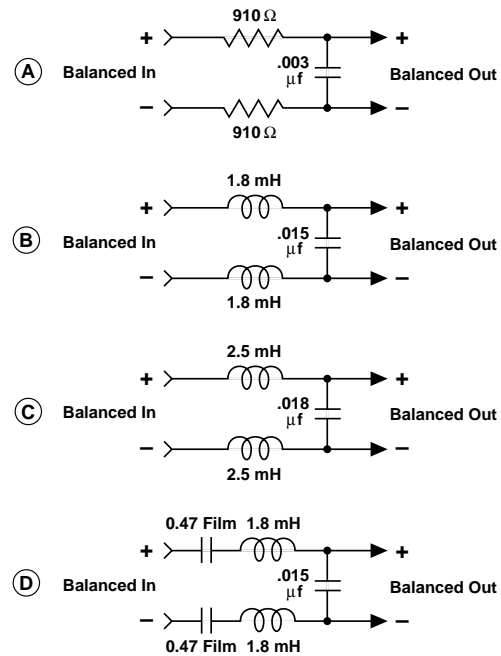 910 Ω
+ +
.003
A Balanced In μf Balanced Out
− −
910 Ω
1.8 mH
+ +
.015
B Balanced In μf Balanced Out
− −
1.8 mH
2.5 mH
+ +
.018
C Balanced In μf Balanced Out
− −
2.5 mH
0.47 Film 1.8 mH
+ +
.015
D Balanced In μf Balanced Out
− −
0.47 Film 1.8 mH